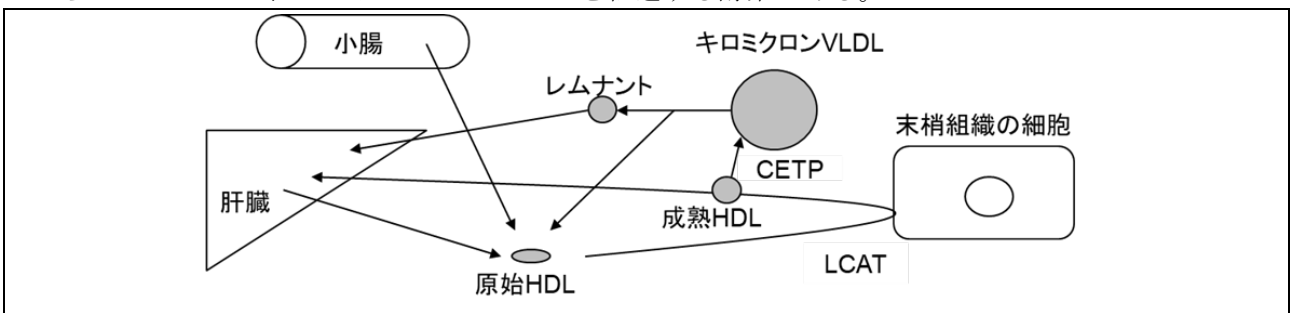 小腸
キロミクロンVLDL
レムナント
末梢組織の細胞
CETP
肝臓
成熟HDL
LCAT
原始HDL